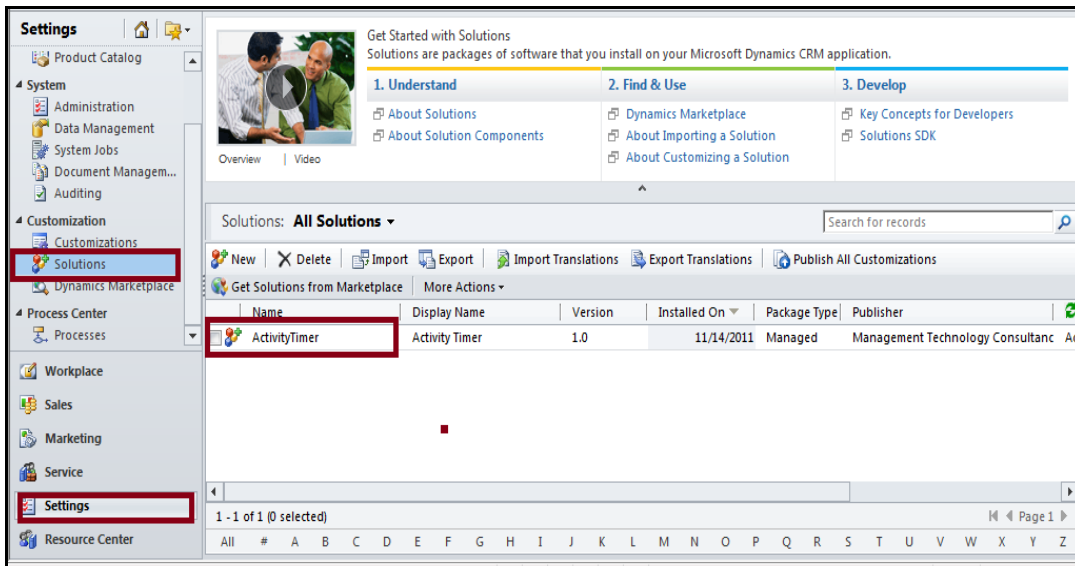 Settings
Product Catalog
System
Administration
Data Management
System Jobs
Document Managem...
Auditing
Customization
Customizations
Solutions
Dynamics Marketplace
Process Center
Processes
Workplace
Sales
Marketing
Service
Settings
Resource Center
Get Started with Solutions
Solutions are packages of software that you install on your Microsoft Dynamics CRM application.
Overview | Video
1. Understand
About Solutions
About Solution Components
2. Find & Use
Dynamics Marketplace
About Importing a Solution
About Customizing a Solution
3. Develop
Key Concepts for Developers
Solutions SDK
Solutions: All Solutions
Search for records
New Delete Import Export Import Translations Export Translations Publish All Customizations
Get Solutions from Marketplace More Actions
Name Display Name Version Installed On Package Type Publisher
ActivityTimer Activity Timer 1.0 11/14/2011 Managed Management Technology Consultanc
1 - 1 of 1 (0 selected) Page 1
All # A B C D E F G H I J K L M N O P Q R S T U V W X Y Z